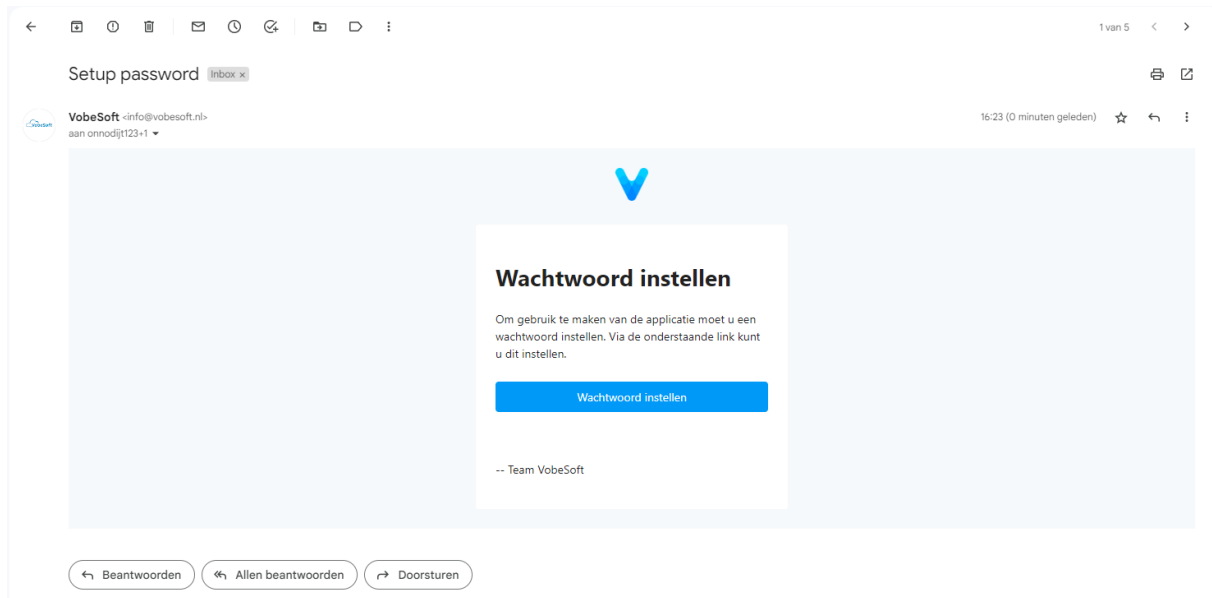 1 van 5
Setup password Inbox ×
VobeSoft <info@vobesoft.nl> 16:23 (0 minuten geleden)
aan onnodijt123+1
VobeSoft
Wachtwoord instellen
Om gebruik te maken van de applicatie moet u een
wachtwoord instellen. Via de onderstaande link kunt
u dit instellen.
Wachtwoord instellen
-- Team VobeSoft
Beantwoorden Allen beantwoorden Doorsturen